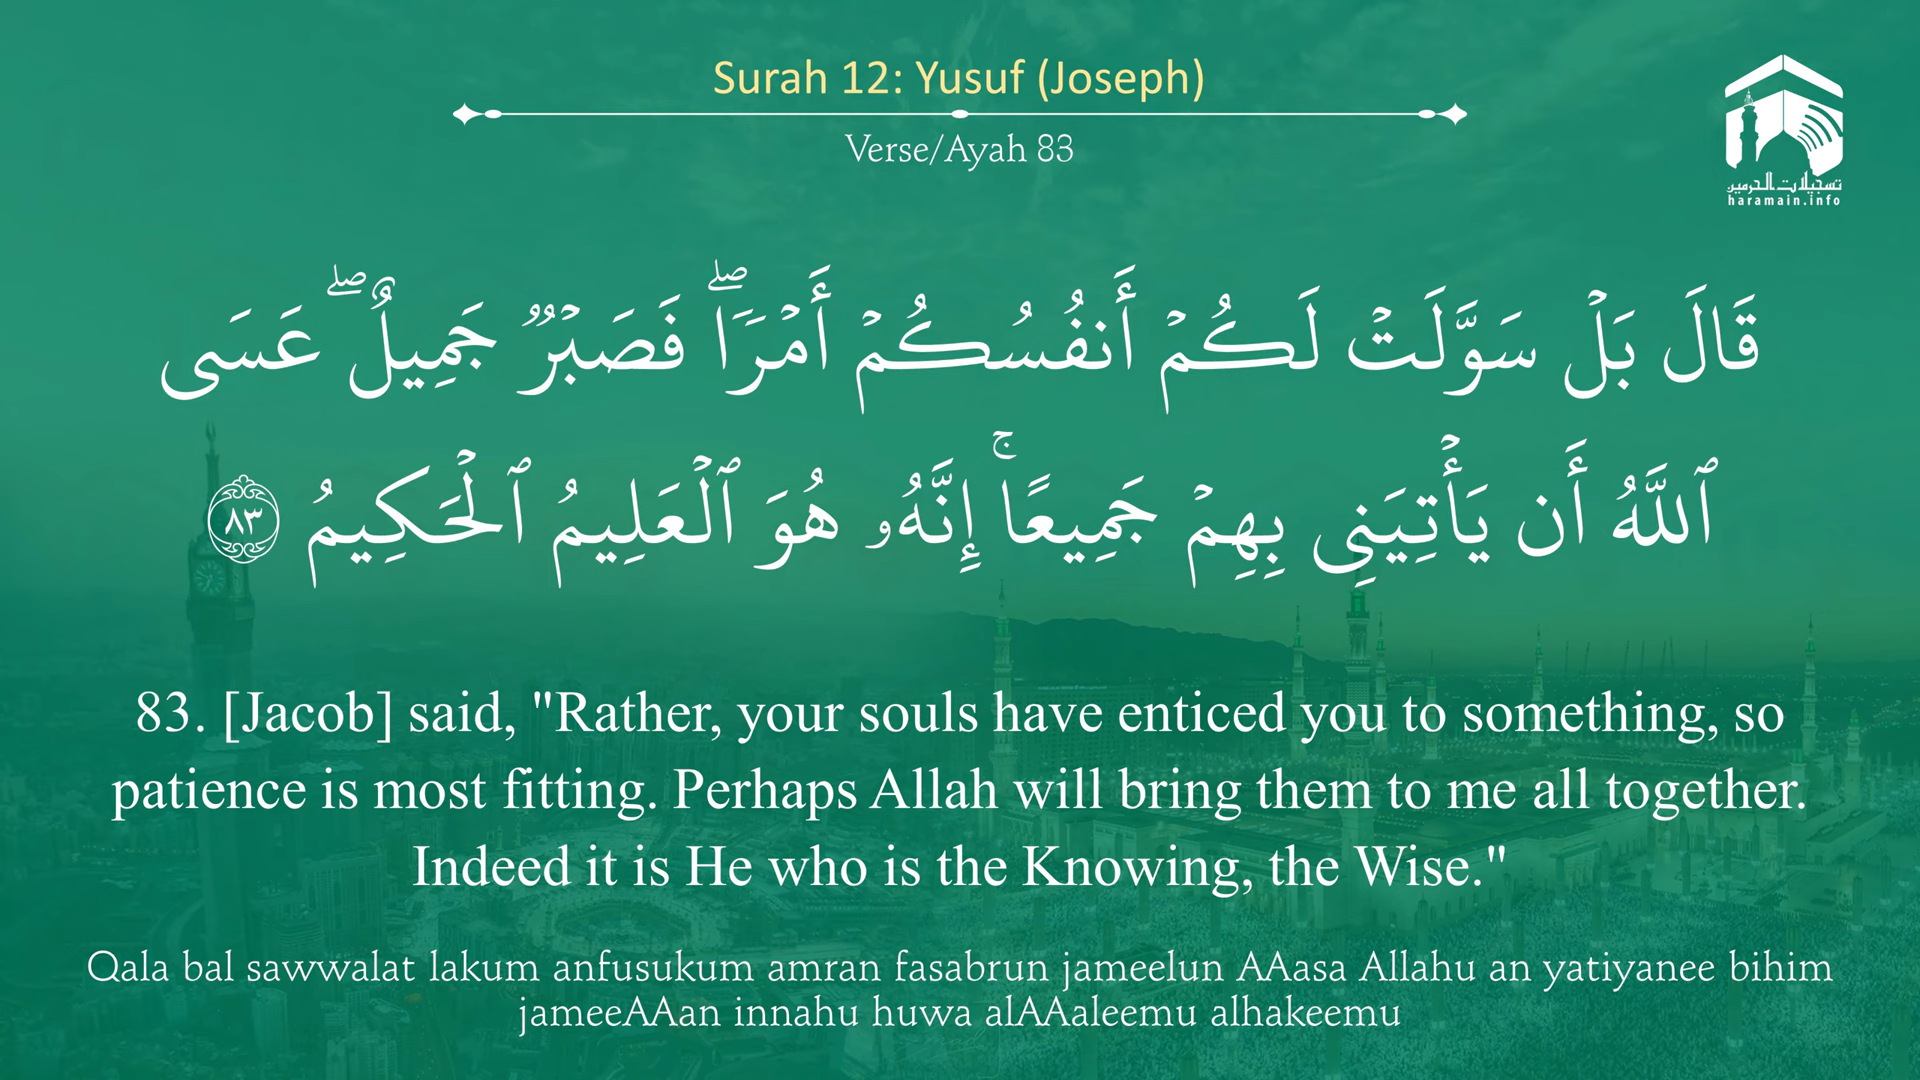 Surah 12: Yusuf (Joseph)
Verse/Ayah 83
تسجيلات الحرمين
haramain.info
قَالَ بَلۡ سَوَّلَتۡ لَكُمۡ أَنفُسُكُمۡ أَمۡرٗاۖ فَصَبۡرٞ جَمِيلٌۖ عَسَى
ٱللَّهُ أَن يَأۡتِيَنِي بِهِمۡ جَمِيعًاۚ إِنَّهُۥ هُوَ ٱلۡعَلِيمُ ٱلۡحَكِيمُ ٨٣
83. [Jacob] said, "Rather, your souls have enticed you to something, so
patience is most fitting. Perhaps Allah will bring them to me all together.
Indeed it is He who is the Knowing, the Wise."
Qala bal sawwalat lakum anfusukum amran fasabrun jameelun AAasa Allahu an yatiyanee bihim
jameeAAan innahu huwa alAAaleemu alhakeemu